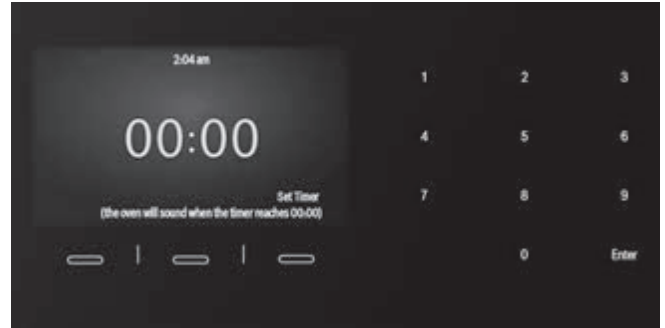 2:04 am
00:00
Set Timer
(the oven will sound when the timer reaches 00:00)
1 2 3
4 5 6
7 8 9
0 Enter